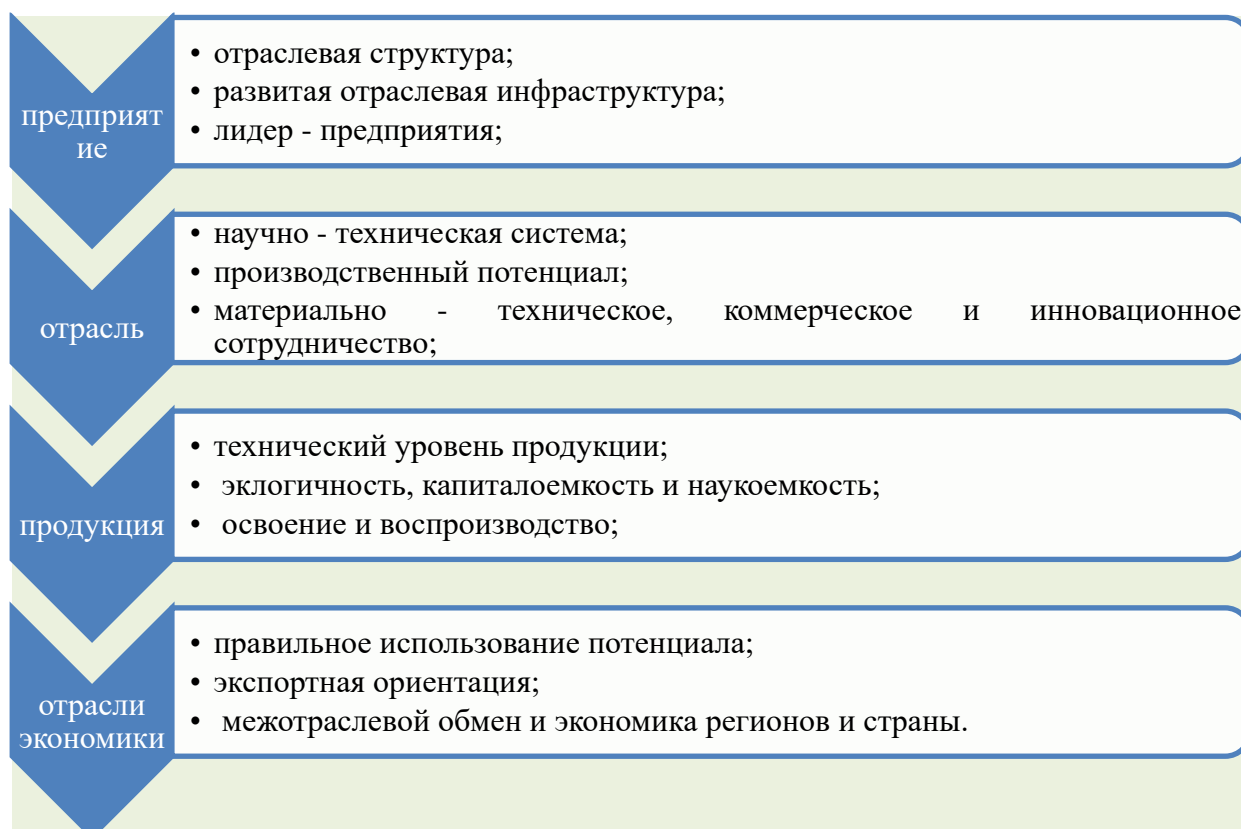 предприят
ие
• отраслевая структура;
• развитая отраслевая инфраструктура;
• лидер - предприятия;
отрасль
• научно - техническая система;
• производственный потенциал;
• материально - техническое, коммерческое и инновационное
сотрудничество;
продукция
• технический уровень продукции;
• эклогичность, капиталоемкость и наукоемкость;
• освоение и воспроизводство;
отрасли
экономики
• правильное использование потенциала;
• экспортная ориентация;
• межотраслевой обмен и экономика регионов и страны.